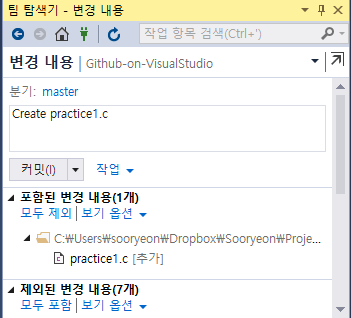 팀 탐색기 - 변경 내용
작업 항목 검색(Ctrl+')
변경 내용 | Github-on-VisualStudio
분기: master
Create practice1.c
커밋(I) 작업
포함된 변경 내용(1개)
모두 제외 | 보기 옵션
C:₩Users₩sooryeon₩Dropbox₩Sooryeon₩Proje...
practice1.c [추가]
제외된 변경 내용(7개)
모두 포함 | 보기 옵션